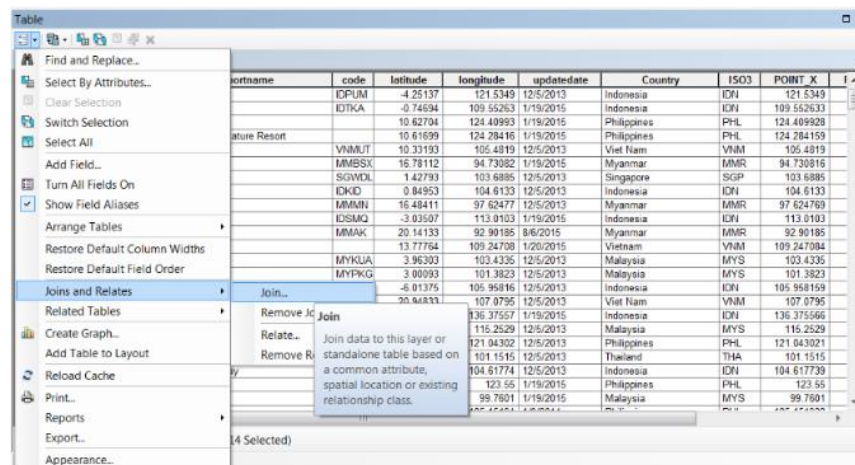 Table
Find and Replace...
Select By Attributes...
Clear Selection
Switch Selection
Select All
Add Field...
Turn All Fields On
Show Field Aliases
Arrange Tables
Restore Default Column Widths
Restore Default Field Order
Joins and Relates
Related Tables
Create Graph...
Add Table to Layout
Reload Cache
Print...
Reports
Export...
Appearance...
Join...
Remove Jo
Relate...
Remove R
Join
Join data to this layer or
standalone table based on
a common attribute,
spatial location or existing
relationship class.
ortname code latitude longitude updatedate Country ISO3 POINT_X
IDPUM -4.25137 121.5349 12/5/2013 Indonesia IDN 121.5349
IDTKA -0.74694 109.55263 1/19/2015 Indonesia IDN 109.552633
10.62704 124.40993 1/19/2015 Philippines PHL 124.409928
ature Resort 10.61699 124.28416 1/19/2015 Philippines PHL 124.284159
VNMUT 10.33193 105.4819 12/5/2013 Viet Nam VNM 105.4819
MMBSX 16.78112 94.73082 1/19/2015 Myanmar MMR 94.730816
SGWDL 1.42793 103.6885 12/5/2013 Singapore SGP 103.6885
IDKID 0.84953 104.6133 12/5/2013 Indonesia IDN 104.6133
MMMN 16.48411 97.62477 12/5/2013 Myanmar MMR 97.624769
IDSMQ -3.03507 113.0103 1/19/2015 Indonesia IDN 113.0103
MMAK 20.14133 92.90185 8/6/2015 Myanmar MMR 92.90185
13.77764 109.24708 1/20/2015 Vietnam VNM 109.247084
MYKUA 3.96303 103.4335 12/5/2013 Malaysia MYS 103.4335
MYPKG 3.00093 101.3823 12/5/2013 Malaysia MYS 101.3823
-6.01375 105.95816 12/5/2013 Indonesia IDN 105.958159
20.94833 107.0795 12/5/2013 Viet Nam VNM 107.0795
136.37557 1/19/2015 Indonesia IDN 136.375566
115.2529 12/5/2013 Malaysia MYS 115.2529
121.04302 12/5/2013 Philippines PHL 121.043021
101.1515 12/5/2013 Thailand THA 101.1515
104.61774 12/5/2013 Indonesia IDN 104.617739
123.55 1/19/2015 Philippines PHL 123.55
99.7601 1/19/2015 Malaysia MYS 99.7601
14 Selected)